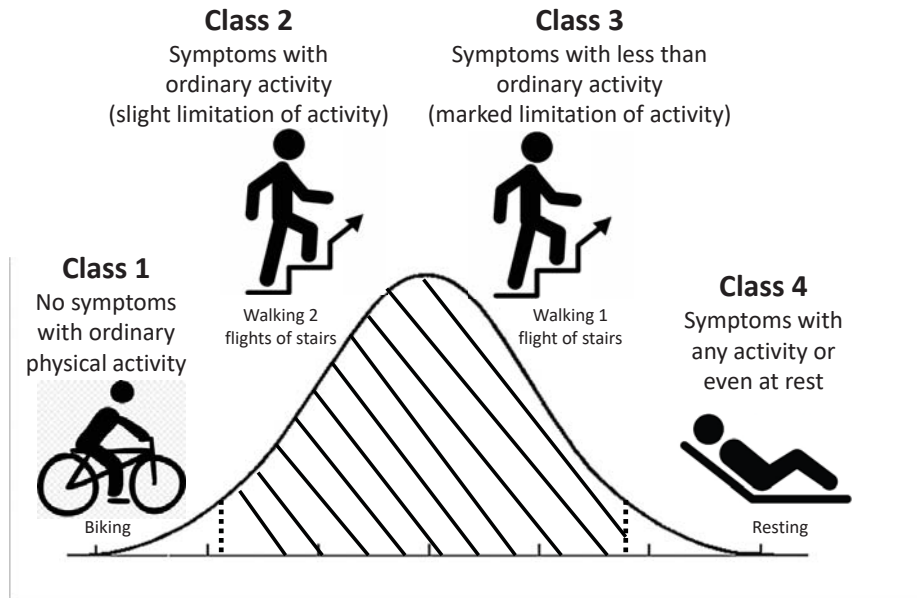 Class 2
Symptoms with
ordinary activity
(slight limitation of activity)
Class 3
Symptoms with less than
ordinary activity
(marked limitation of activity)
Class 1
No symptoms
with ordinary
physical activity
Biking
Walking 2
flights of stairs
Walking 1
flight of stairs
Class 4
Symptoms with
any activity or
even at rest
Resting